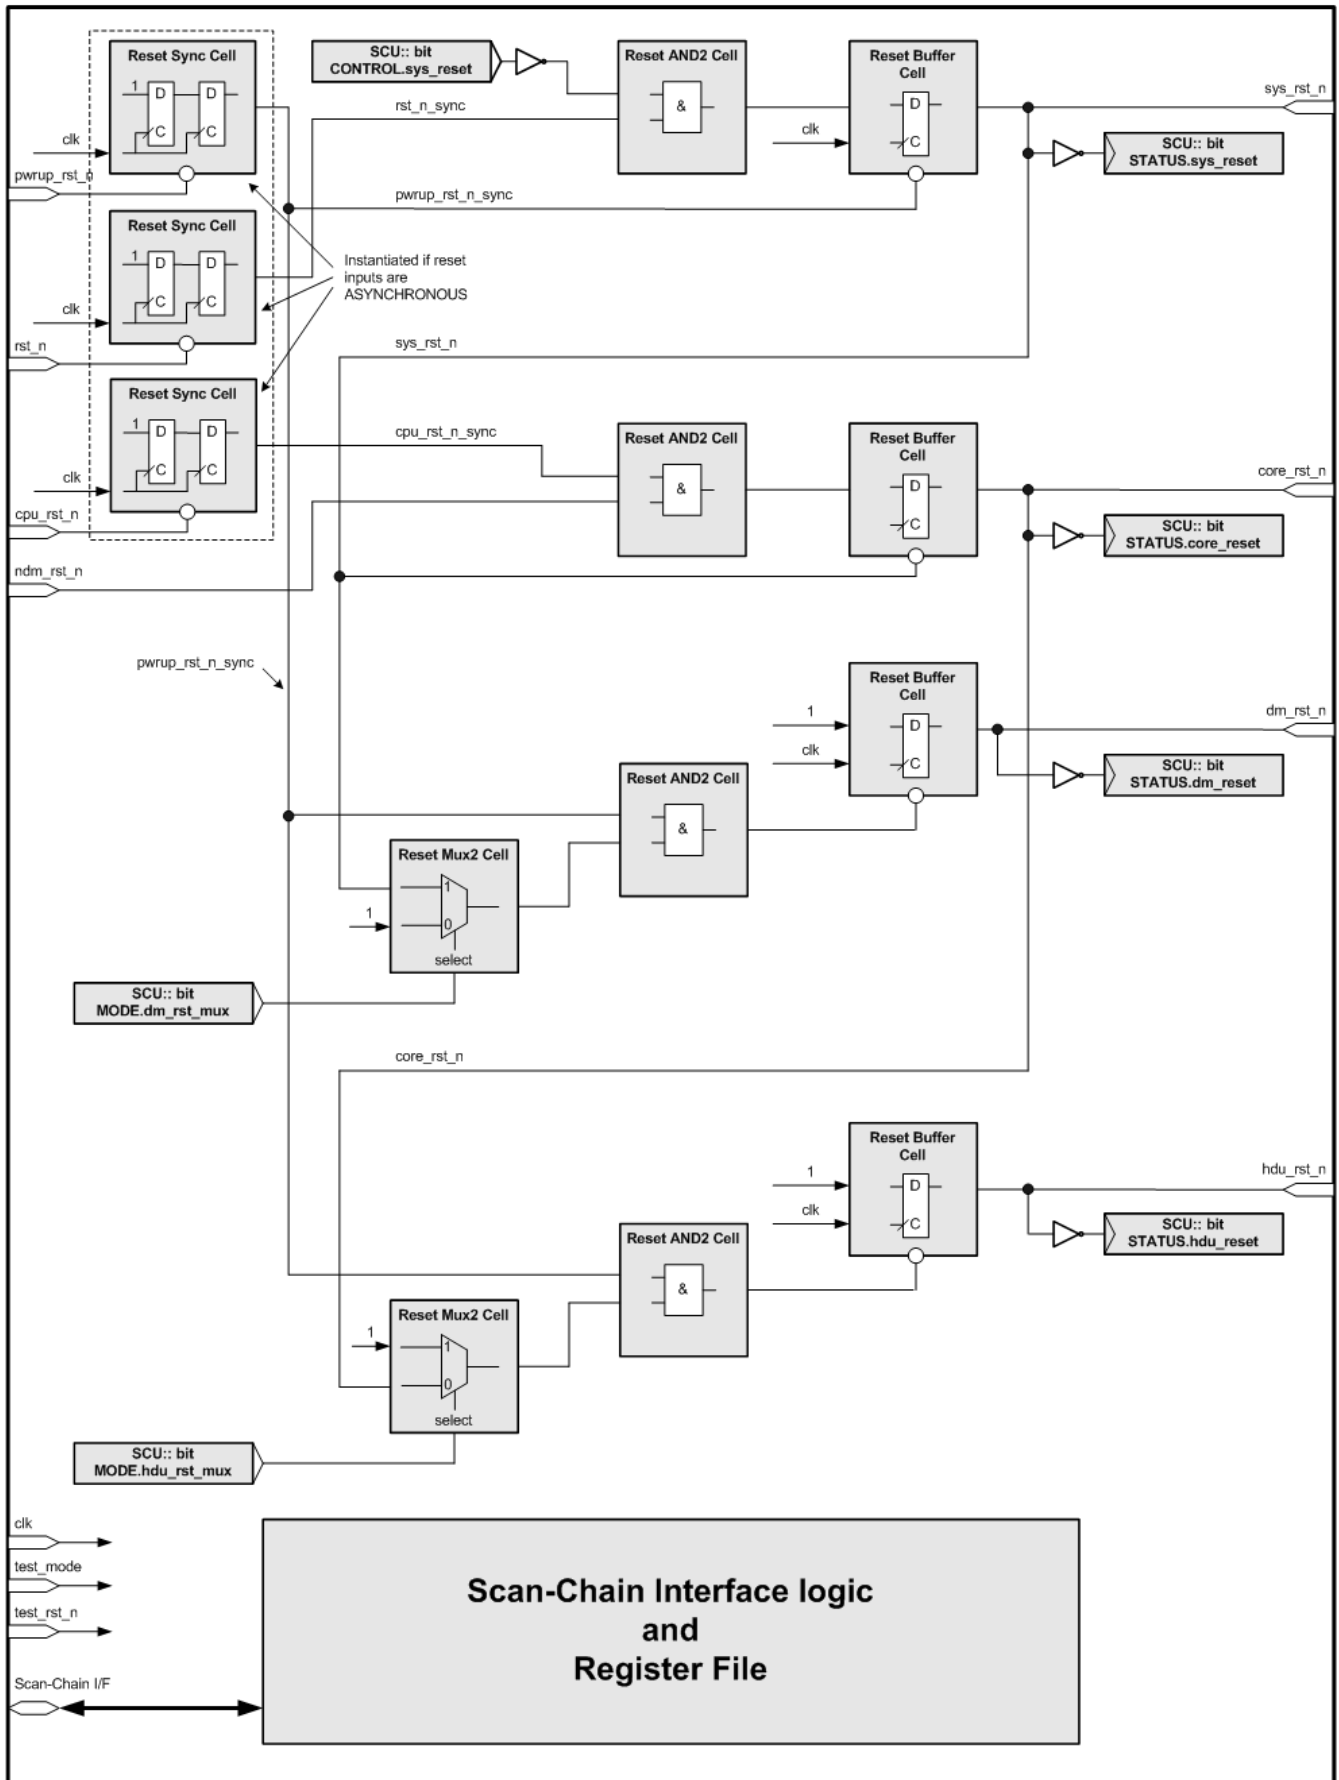 Reset Sync Cell
1
D
D
C
C
clk
pwrup_rst_n
SCU:: bit
CONTROL.sys_reset
rst_n_sync
Reset AND2 Cell
&
Reset Buffer
Cell
D
C
clk
sys_rst_n
SCU:: bit
STATUS.sys_reset
pwrup_rst_n_sync
Reset Sync Cell
1
D
D
C
C
clk
rst_n
Instantiated if reset
inputs are
ASYNCHRONOUS
sys_rst_n
Reset Sync Cell
1
D
D
C
C
clk
cpu_rst_n
cpu_rst_n_sync
Reset AND2 Cell
&
Reset Buffer
Cell
D
C
core_rst_n
SCU:: bit
STATUS.core_reset
ndm_rst_n
pwrup_rst_n_sync
Reset Buffer
Cell
1
D
clk
C
dm_rst_n
SCU:: bit
STATUS.dm_reset
Reset AND2 Cell
&
Reset Mux2 Cell
1
1
0
select
SCU:: bit
MODE.dm_rst_mux
core_rst_n
Reset Buffer
Cell
1
D
clk
C
hdu_rst_n
SCU:: bit
STATUS.hdu_reset
Reset AND2 Cell
&
Reset Mux2 Cell
1
1
0
select
SCU:: bit
MODE.hdu_rst_mux
clk
test_mode
test_rst_n
Scan-Chain I/F
Scan-Chain Interface logic
and
Register File